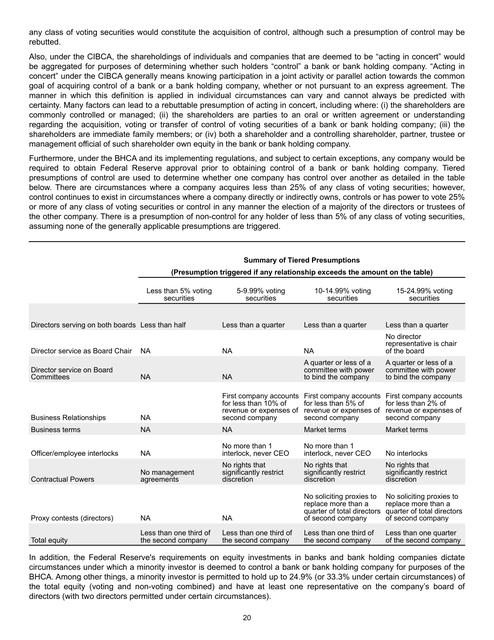 any class of voting securities would constitute the acquisition of control, although such a presumption of control may be
rebutted.
Also, under the CIBCA, the shareholdings of individuals and companies that are deemed to be "acting in concert" would
be aggregated for purposes of determining whether such holders "control" a bank or bank holding company. "Acting in
concert" under the CIBCA generally means knowing participation in a joint activity or parallel action towards the common
goal of acquiring control of a bank or a bank holding company, whether or not pursuant to an express agreement. The
manner in which this definition is applied in individual circumstances can vary and cannot always be predicted with
certainty. Many factors can lead to a rebuttable presumption of acting in concert, including where: (i) the shareholders are
commonly controlled or managed; (ii) the shareholders are parties to an oral or written agreement or understanding
regarding the acquisition, voting or transfer of control of voting securities of a bank or bank holding company; (iii) the
shareholders are immediate family members; or (iv) both a shareholder and a controlling shareholder, partner, trustee or
management official of such shareholder own equity in the bank or bank holding company.
Furthermore, under the BHCA and its implementing regulations, and subject to certain exceptions, any company would be
required to obtain Federal Reserve approval prior to obtaining control of a bank or bank holding company. Tiered
presumptions of control are used to determine whether one company has control over another as detailed in the table
below. There are circumstances where a company acquires less than 25% of any class of voting securities; however,
control continues to exist in circumstances where a company directly or indirectly owns, controls or has power to vote 25%
or more of any class of voting securities or control in any manner the election of a majority of the directors or trustees of
the other company. There is a presumption of non-control for any holder of less than 5% of any class of voting securities,
assuming none of the generally applicable presumptions are triggered.
Summary of Tiered Presumptions
(Presumption triggered if any relationship exceeds the amount on the table)
Less than 5% voting securities 5-9.99% voting securities 10-14.99% voting securities 15-24.99% voting securities
Directors serving on both boards Less than half Less than a quarter Less than a quarter Less than a quarter
Director service as Board Chair NA NA NA No director representative is chair of the board
Director service on Board Committees NA NA A quarter or less of a committee with power to bind the company A quarter or less of a committee with power to bind the company
Business Relationships NA First company accounts for less than 10% of revenue or expenses of second company First company accounts for less than 5% of revenue or expenses of second company First company accounts for less than 2% of revenue or expenses of second company
Business terms NA NA Market terms Market terms
Officer/employee interlocks NA No more than 1 interlock, never CEO No more than 1 interlock, never CEO No interlocks
Contractual Powers No management agreements No rights that significantly restrict discretion No rights that significantly restrict discretion No rights that significantly restrict discretion
Proxy contests (directors) NA NA No soliciting proxies to replace more than a quarter of total directors of second company No soliciting proxies to replace more than a quarter of total directors of second company
Total equity Less than one third of the second company Less than one third of the second company Less than one third of the second company Less than one quarter of the second company
In addition, the Federal Reserve's requirements on equity investments in banks and bank holding companies dictate
circumstances under which a minority investor is deemed to control a bank or bank holding company for purposes of the
BHCA. Among other things, a minority investor is permitted to hold up to 24.9% (or 33.3% under certain circumstances) of
the total equity (voting and non-voting combined) and have at least one representative on the company's board of
directors (with two directors permitted under certain circumstances).
20